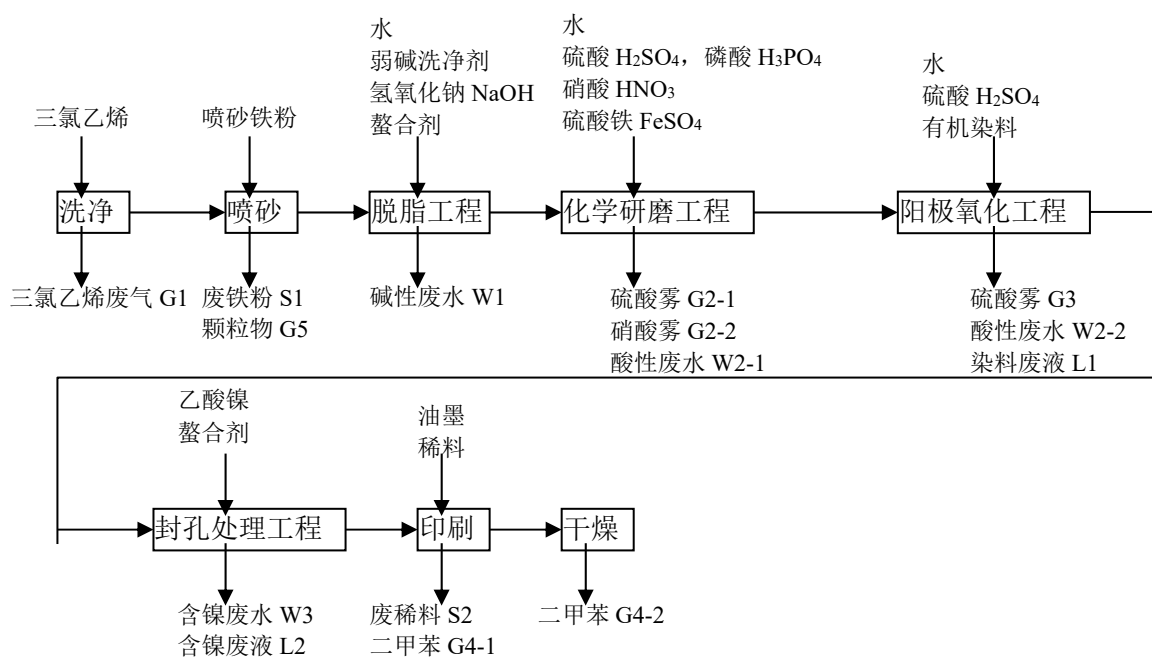 三氯乙烯
喷砂铁粉
水
弱碱洗净剂
氢氧化钠 NaOH
螯合剂
水
硫酸 H₂SO₄，磷酸 H₃PO₄
硝酸 HNO₃
硫酸铁 FeSO₄
水
硫酸 H₂SO₄
有机染料
洗净
喷砂
脱脂工程
化学研磨工程
阳极氧化工程
三氯乙烯废气 G1
废铁粉 S1
颗粒物 G5
碱性废水 W1
硫酸雾 G2-1
硝酸雾 G2-2
酸性废水 W2-1
硫酸雾 G3
酸性废水 W2-2
染料废液 L1
乙酸镍
螯合剂
油墨
稀料
封孔处理工程
印刷
干燥
含镍废水 W3
含镍废液 L2
废稀料 S2
二甲苯 G4-1
二甲苯 G4-2